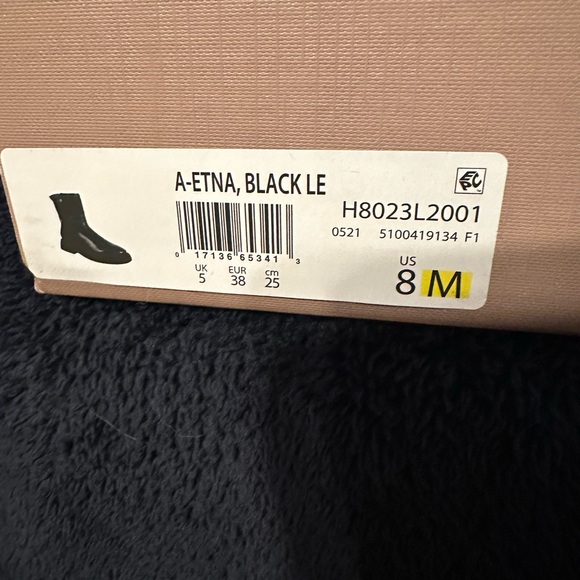 A-ETNA, BLACK LE
H8023L2001
0521 5100419134 F1
0 17136 65341 3
UK EUR cm
5 38 25
US
8 M